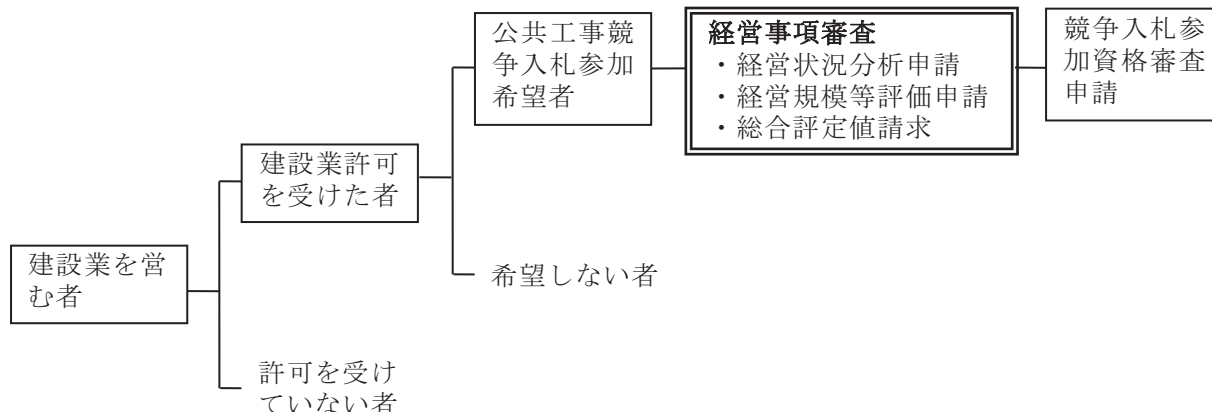 建設業を営
む者
建設業許可
を受けた者
許可を受け
ていない者
公共工事競
争入札参加
希望者
希望しない者
経営事項審査
・経営状況分析申請
・経営規模等評価申請
・総合評定値請求
競争入札参
加資格審査
申請